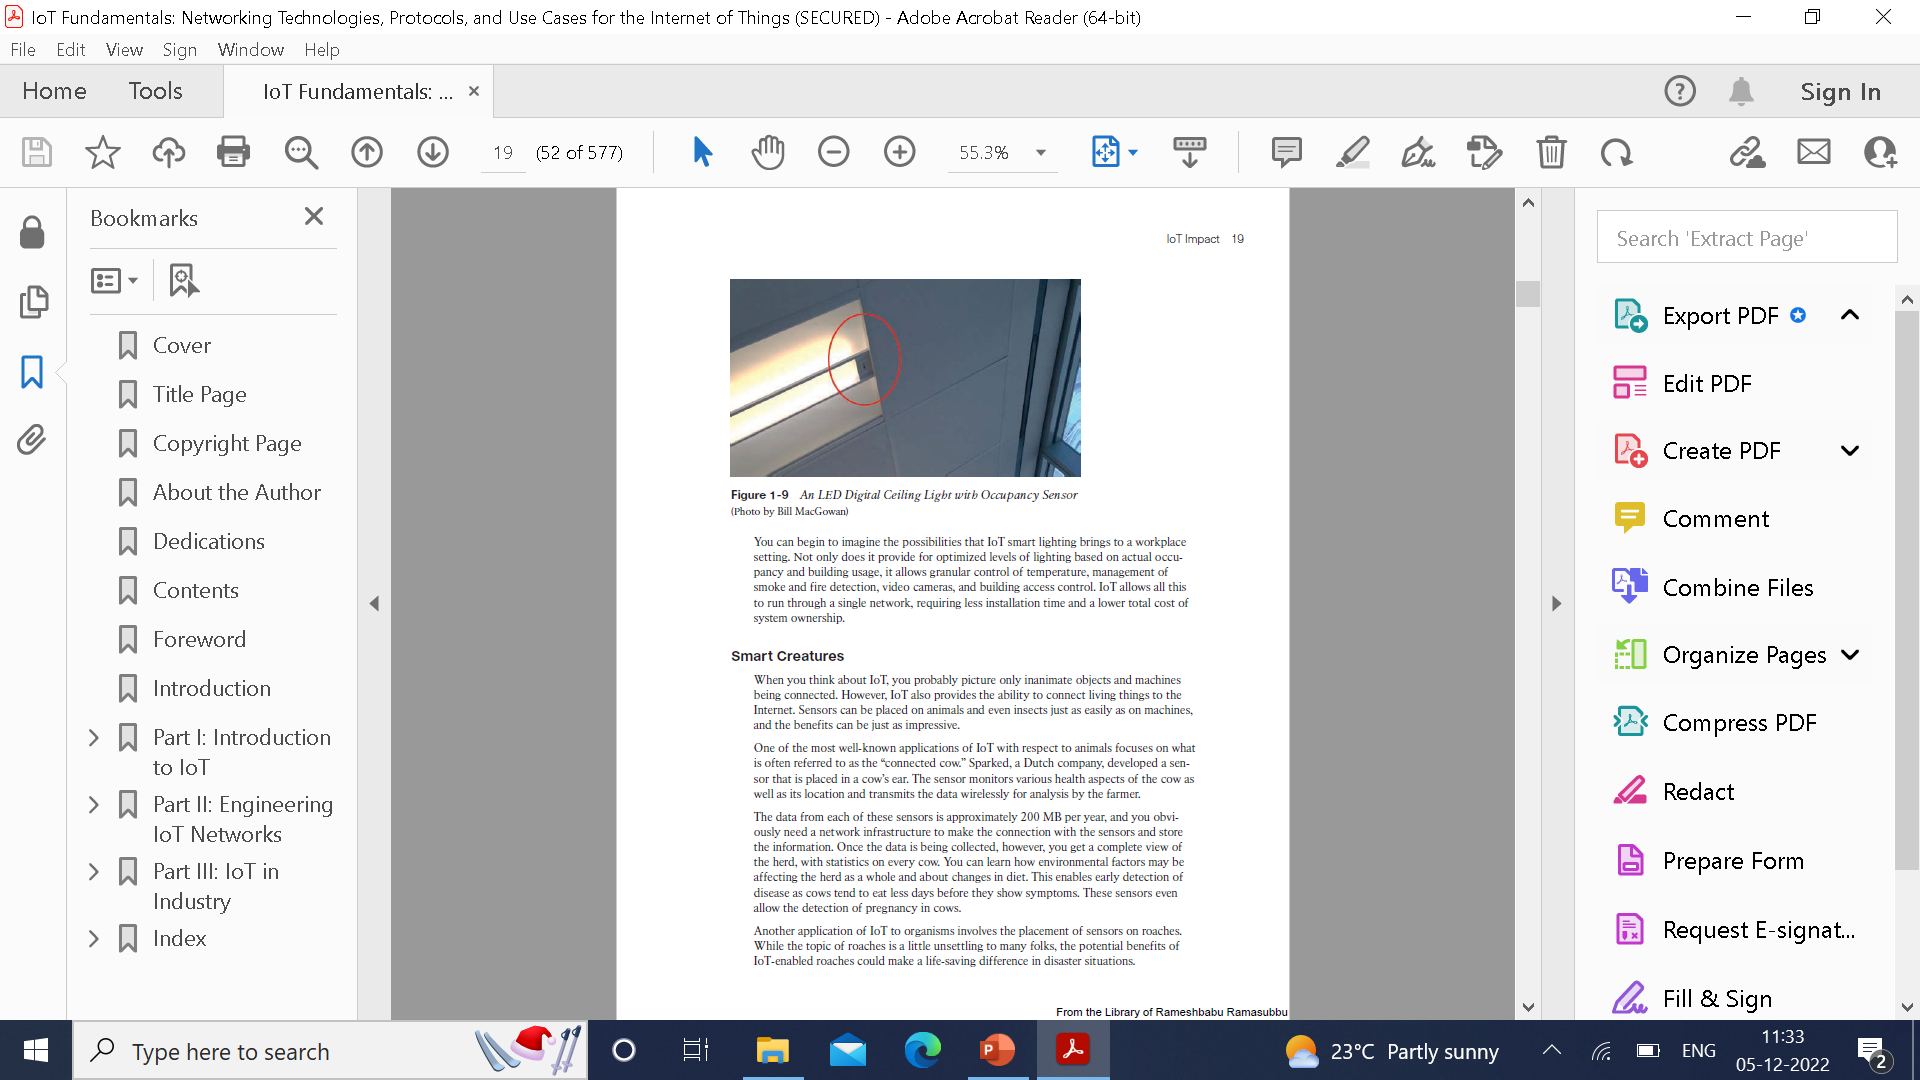 IoT Fundamentals: Networking Technologies, Protocols, and Use Cases for the Internet of Things (SECURED) - Adobe Acrobat Reader (64-bit)
File Edit View Sign Window Help
Home Tools IoT Fundamentals: ... × Sign In
19 (52 of 577) 55.3%
Bookmarks
Cover
Title Page
Copyright Page
About the Author
Dedications
Contents
Foreword
Introduction
Part I: Introduction
to IoT
Part II: Engineering
IoT Networks
Part III: IoT in
Industry
Index
IoT Impact 19
Figure 1-9 An LED Digital Ceiling Light with Occupancy Sensor
(Photo by Bill MacGowan)
You can begin to imagine the possibilities that IoT smart lighting brings to a workplace
setting. Not only does it provide for optimized levels of lighting based on actual occu-
pancy and building usage, it allows granular control of temperature, management of
smoke and fire detection, video cameras, and building access control. IoT allows all this
to run through a single network, requiring less installation time and a lower total cost of
system ownership.
Smart Creatures
When you think about IoT, you probably picture only inanimate objects and machines
being connected. However, IoT also provides the ability to connect living things to the
Internet. Sensors can be placed on animals and even insects just as easily as on machines,
and the benefits can be just as impressive.
One of the most well-known applications of IoT with respect to animals focuses on what
is often referred to as the “connected cow.” Sparked, a Dutch company, developed a sen-
sor that is placed in a cow’s ear. The sensor monitors various health aspects of the cow as
well as its location and transmits the data wirelessly for analysis by the farmer.
The data from each of these sensors is approximately 200 MB per year, and you obvi-
ously need a network infrastructure to make the connection with the sensors and store
the information. Once the data is being collected, however, you get a complete view of
the herd, with statistics on every cow. You can learn how environmental factors may be
affecting the herd as a whole and about changes in diet. This enables early detection of
disease as cows tend to eat less days before they show symptoms. These sensors even
allow the detection of pregnancy in cows.
Another application of IoT to organisms involves the placement of sensors on roaches.
While the topic of roaches is a little unsettling to many folks, the potential benefits of
IoT-enabled roaches could make a life-saving difference in disaster situations.
From the Library of Rameshbabu Ramasubbu
Search 'Extract Page'
Export PDF
Edit PDF
Create PDF
Comment
Combine Files
Organize Pages
Compress PDF
Redact
Prepare Form
Request E-signat...
Fill & Sign
Type here to search
23°C Partly sunny
ENG
11:33
05-12-2022
2